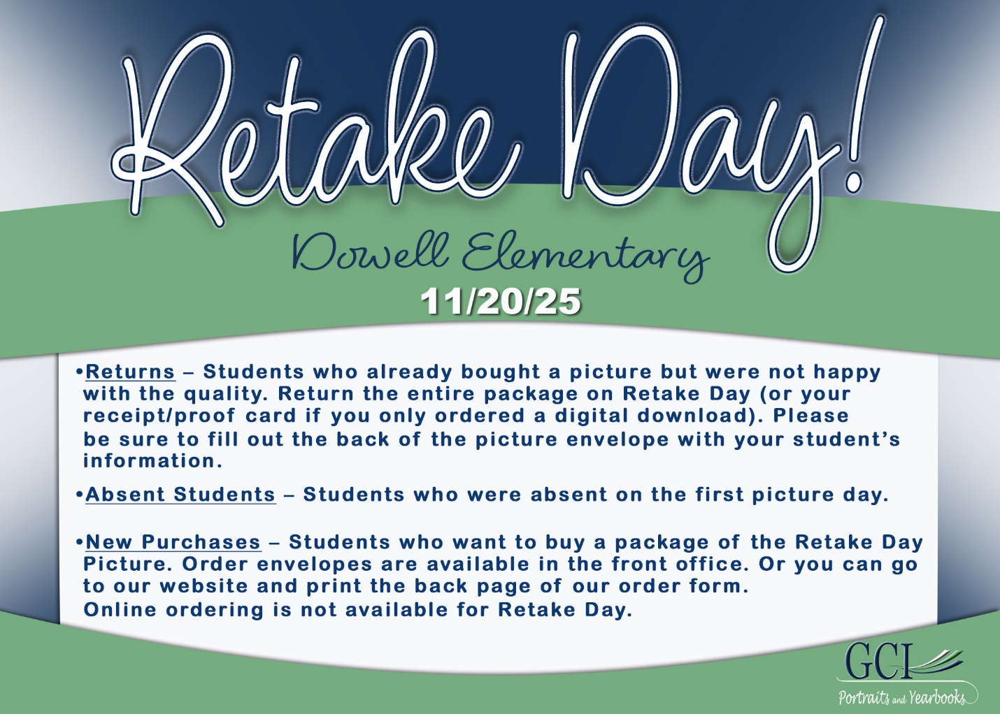 Retake Day!
Dowell Elementary
11/20/25
•Returns – Students who already bought a picture but were not happy
with the quality. Return the entire package on Retake Day (or your
receipt/proof card if you only ordered a digital download). Please
be sure to fill out the back of the picture envelope with your student’s
information.
•Absent Students – Students who were absent on the first picture day.
•New Purchases – Students who want to buy a package of the Retake Day
Picture. Order envelopes are available in the front office. Or you can go
to our website and print the back page of our order form.
Online ordering is not available for Retake Day.
GCI
Portraits and Yearbooks